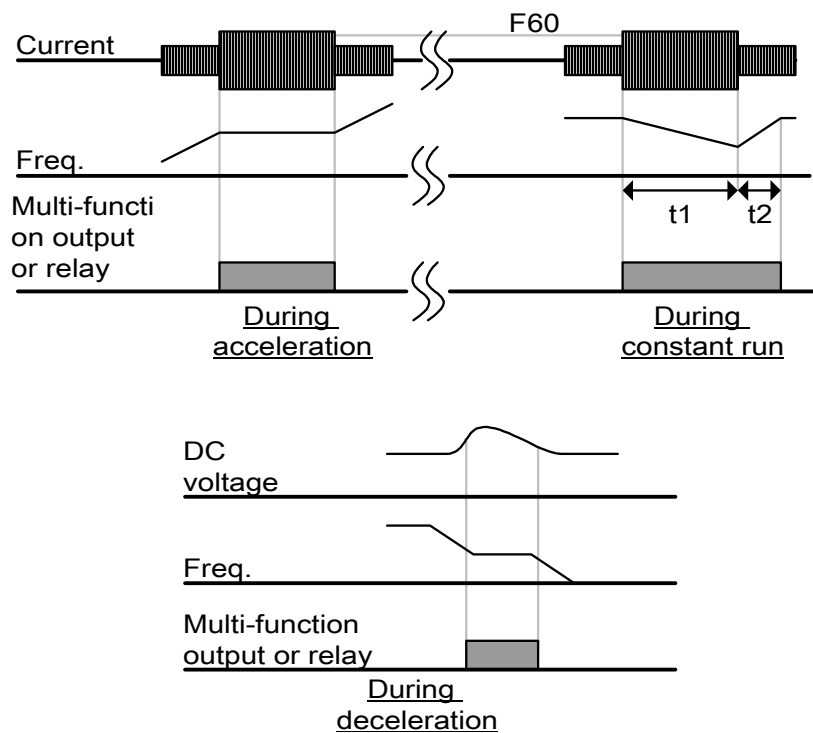 F60
Current
Freq.
t1
t2
Multi-functi
on output
or relay
During
acceleration
During
constant run
DC
voltage
Freq.
Multi-function
output or relay
During
deceleration